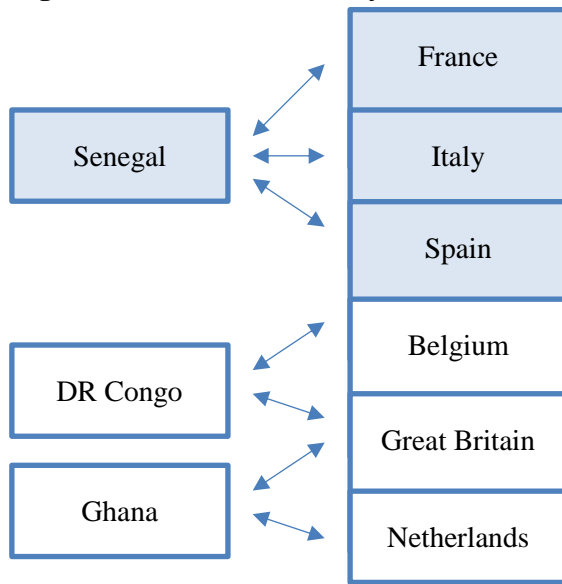 France
Senegal
Italy
Spain
Belgium
DR Congo
Great Britain
Ghana
Netherlands